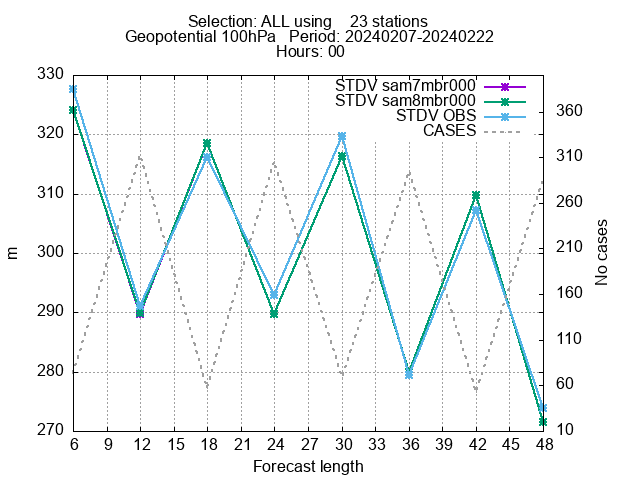 Selection: ALL using    23 stations
Geopotential 100hPa   Period: 20240207-20240222
Hours: 00
STDV sam7mbr000
STDV sam8mbr000
STDV OBS
CASES
330
320
310
300
290
280
270
m
360
310
260
210
160
110
60
10
No cases
6 9 12 15 18 21 24 27 30 33 36 39 42 45 48
Forecast length